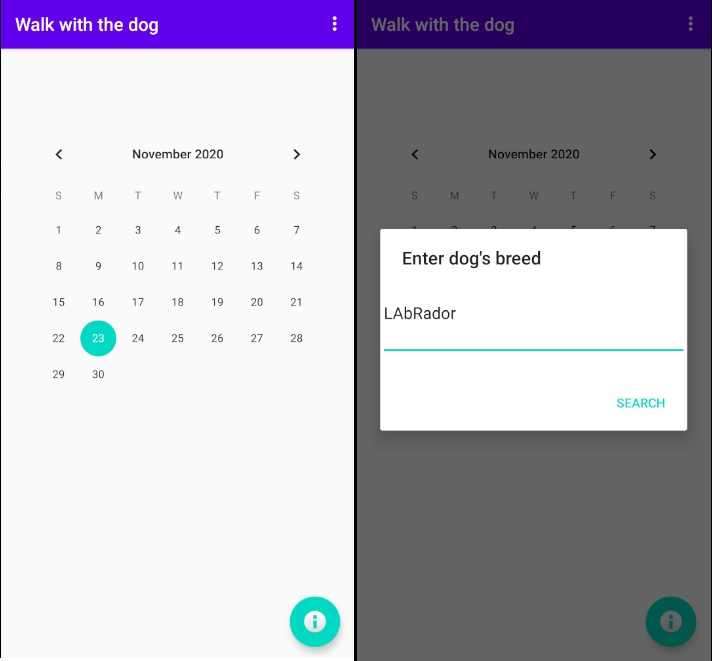 Walk with the dog
November 2020
S M T W T F S
1 2 3 4 5 6 7
8 9 10 11 12 13 14
15 16 17 18 19 20 21
22 23 24 25 26 27 28
29 30
Walk with the dog
November 2020
S M T W T F S
Enter dog's breed
LAbRador
SEARCH